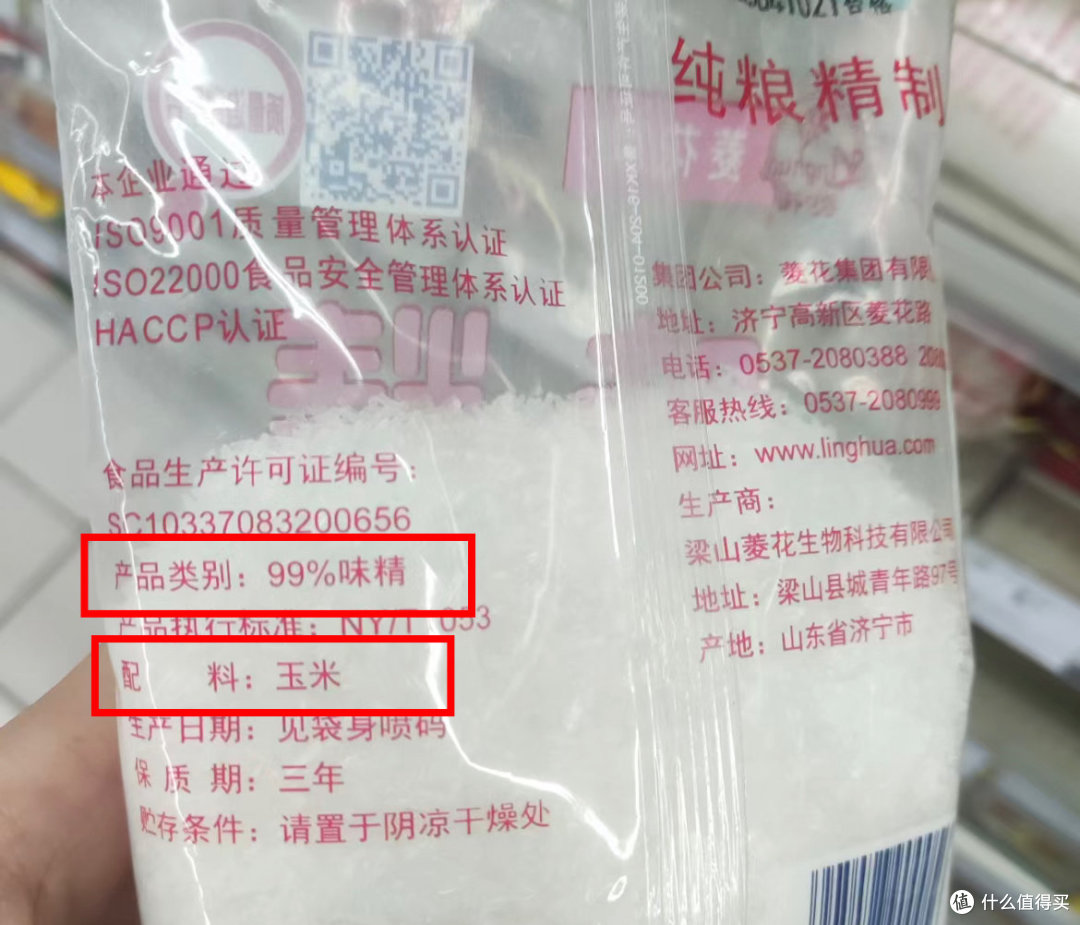 纯粮精制
本企业通过
ISO9001质量管理体系认证
ISO22000食品安全管理体系认证
HACCP认证
集团公司：菱花集团有限
地址：济宁高新区菱花路
电话：0537-2080388
客服热线：0537-2080999
网址：www.linghua.com
生产商：
梁山菱花生物科技有限公司
地址：梁山县城青年路97号
产地：山东省济宁市
食品生产许可证编号：
SC10337083200656
产品类别：99%味精
产品执行标准：NY/T 053
配 料：玉米
生产日期：见袋身喷码
保 质 期：三年
贮存条件：请置于阴凉干燥处
值 什么值得买